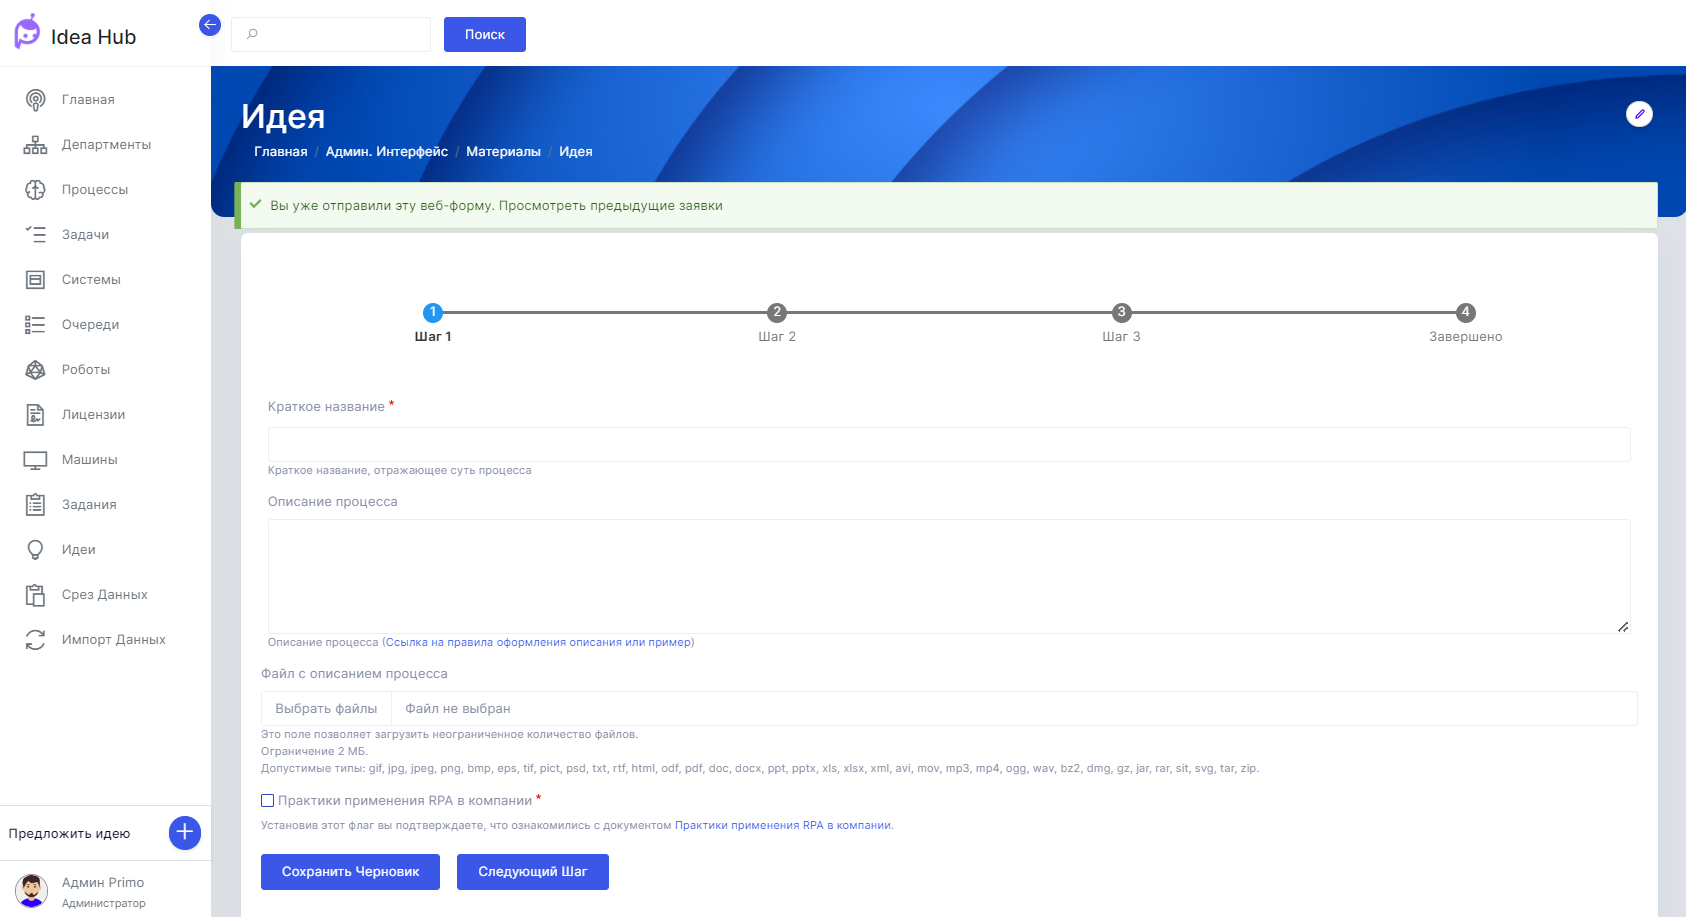 Idea Hub
Поиск
Главная
Департаменты
Процессы
Задачи
Системы
Очереди
Роботы
Лицензии
Машины
Задания
Идеи
Срез Данных
Импорт Данных
Предложить идею
Админ Primo
Администратор
Идея
Главная / Админ. Интерфейс / Материалы / Идея
Вы уже отправили эту веб-форму. Просмотреть предыдущие заявки
1 2 3 4
Шаг 1 Шаг 2 Шаг 3 Завершено
Краткое название *
Краткое название, отражающее суть процесса
Описание процесса
Описание процесса (Ссылка на правила оформления описания или пример)
Файл с описанием процесса
Выбрать файлы Файл не выбран
Это поле позволяет загрузить неограниченное количество файлов.
Ограничение 2 МБ.
Допустимые типы: gif, jpg, jpeg, png, bmp, eps, tif, pict, psd, txt, rtf, html, odf, pdf, doc, docx, ppt, pptx, xls, xlsx, xml, avi, mov, mp3, mp4, ogg, wav, bz2, dmg, gz, jar, rar, sit, svg, tar, zip.
Практики применения RPA в компании *
Установив этот флаг вы подтверждаете, что ознакомились с документом Практики применения RPA в компании.
Сохранить Черновик Следующий Шаг